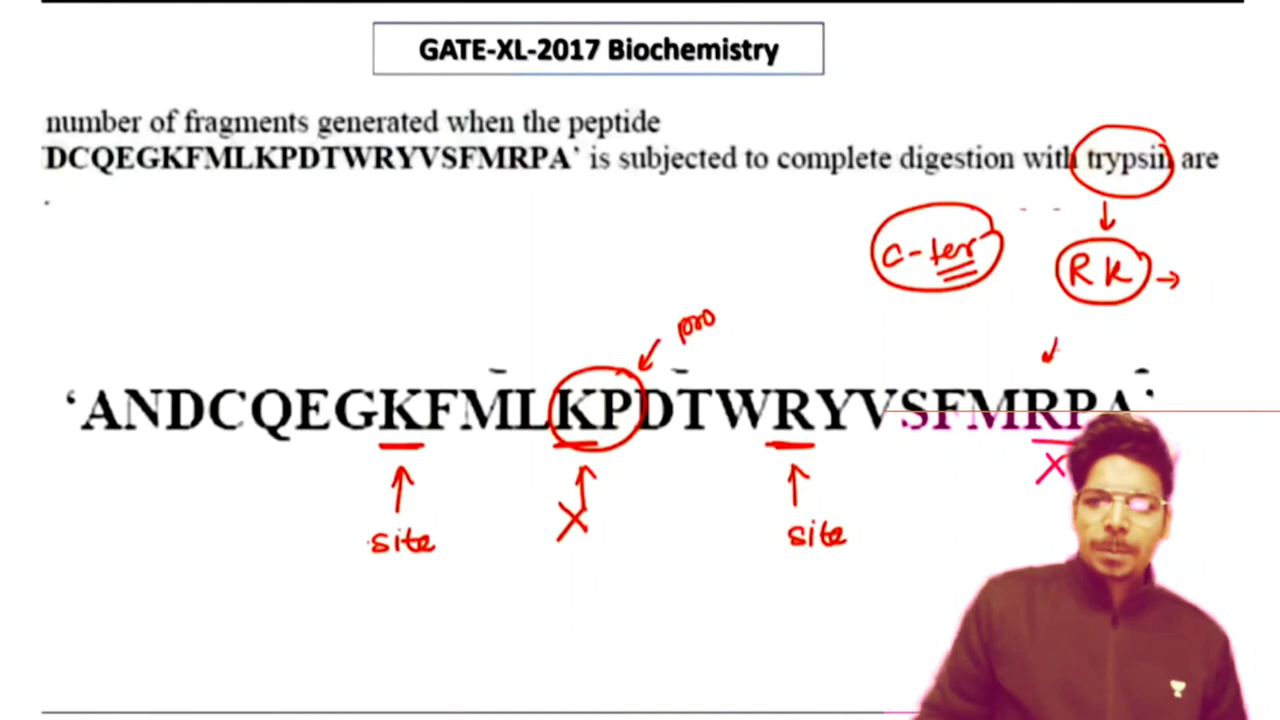 GATE-XL-2017 Biochemistry
number of fragments generated when the peptide
DCQEGKFMLKPDTWRYVSFMRPA' is subjected to complete digestion with trypsin are
.
C-ter
RK →
pro
'ANDCQEGKFMLKPDTWRYVSFMRPA'
X
X
site
site